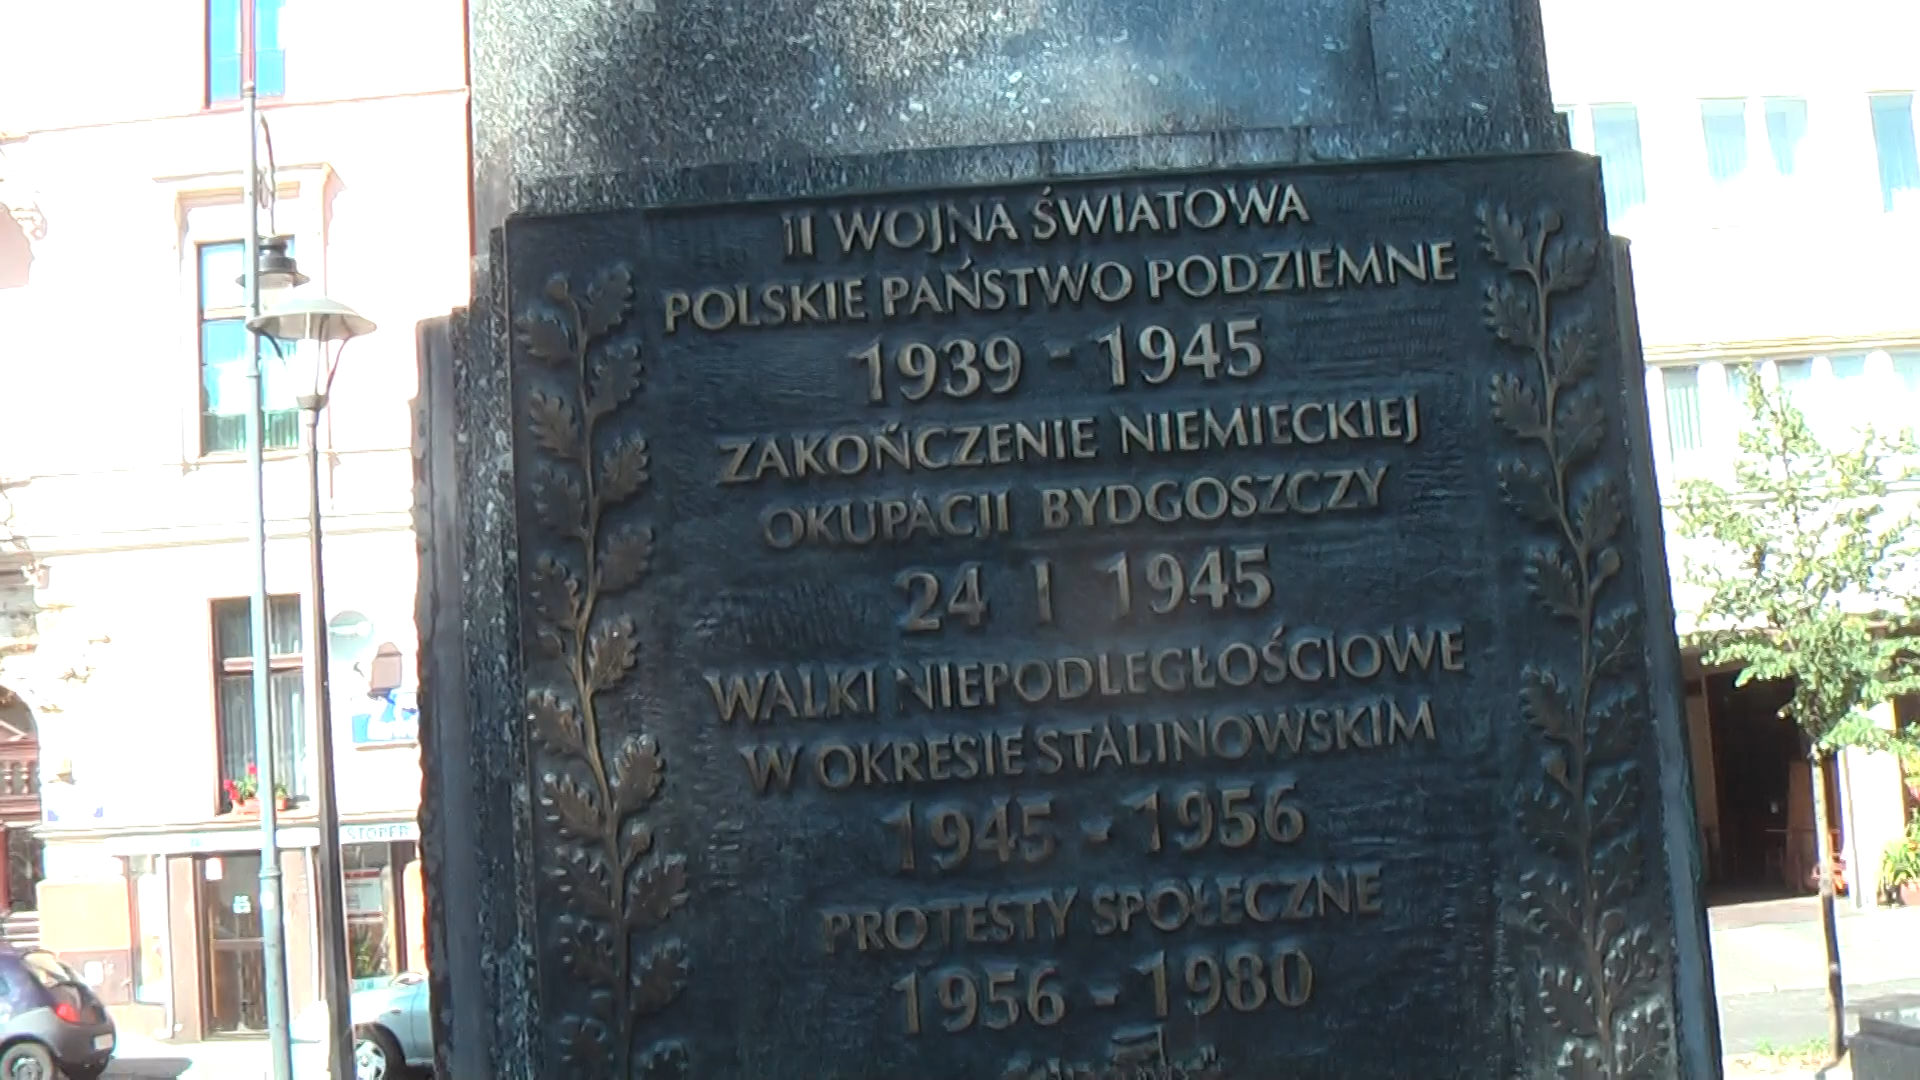 II WOJNA ŚWIATOWA
POLSKIE PAŃSTWO PODZIEMNE
1939 - 1945
ZAKOŃCZENIE NIEMIECKIEJ
OKUPACJI BYDGOSZCZY
24 I 1945
WALKI NIEPODLEGŁOŚCIOWE
W OKRESIE STALINOWSKIM
1945 - 1956
PROTESTY SPOŁECZNE
1956 - 1980